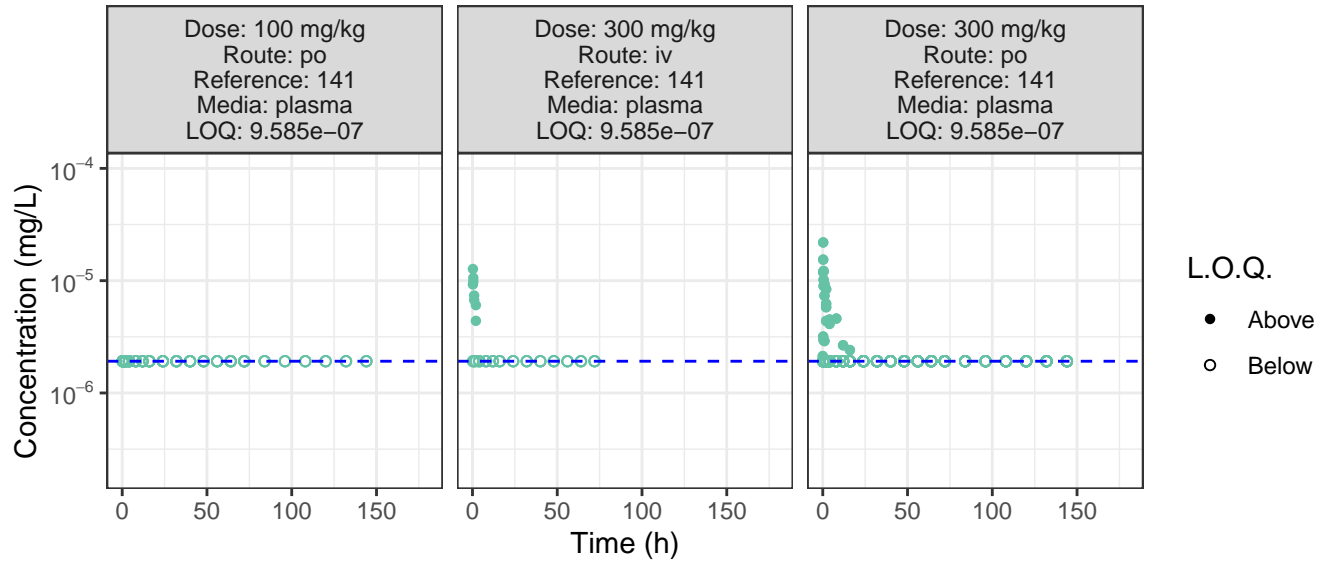 Dose: 100 mg/kg
Route: po
Reference: 141
Media: plasma
LOQ: 9.585e−07
Dose: 300 mg/kg
Route: iv
Reference: 141
Media: plasma
LOQ: 9.585e−07
Dose: 300 mg/kg
Route: po
Reference: 141
Media: plasma
LOQ: 9.585e−07
Concentration (mg/L)
10⁻⁴
10⁻⁵
10⁻⁶
0 50 100 150
0 50 100 150
0 50 100 150
Time (h)
L.O.Q.
Above
Below